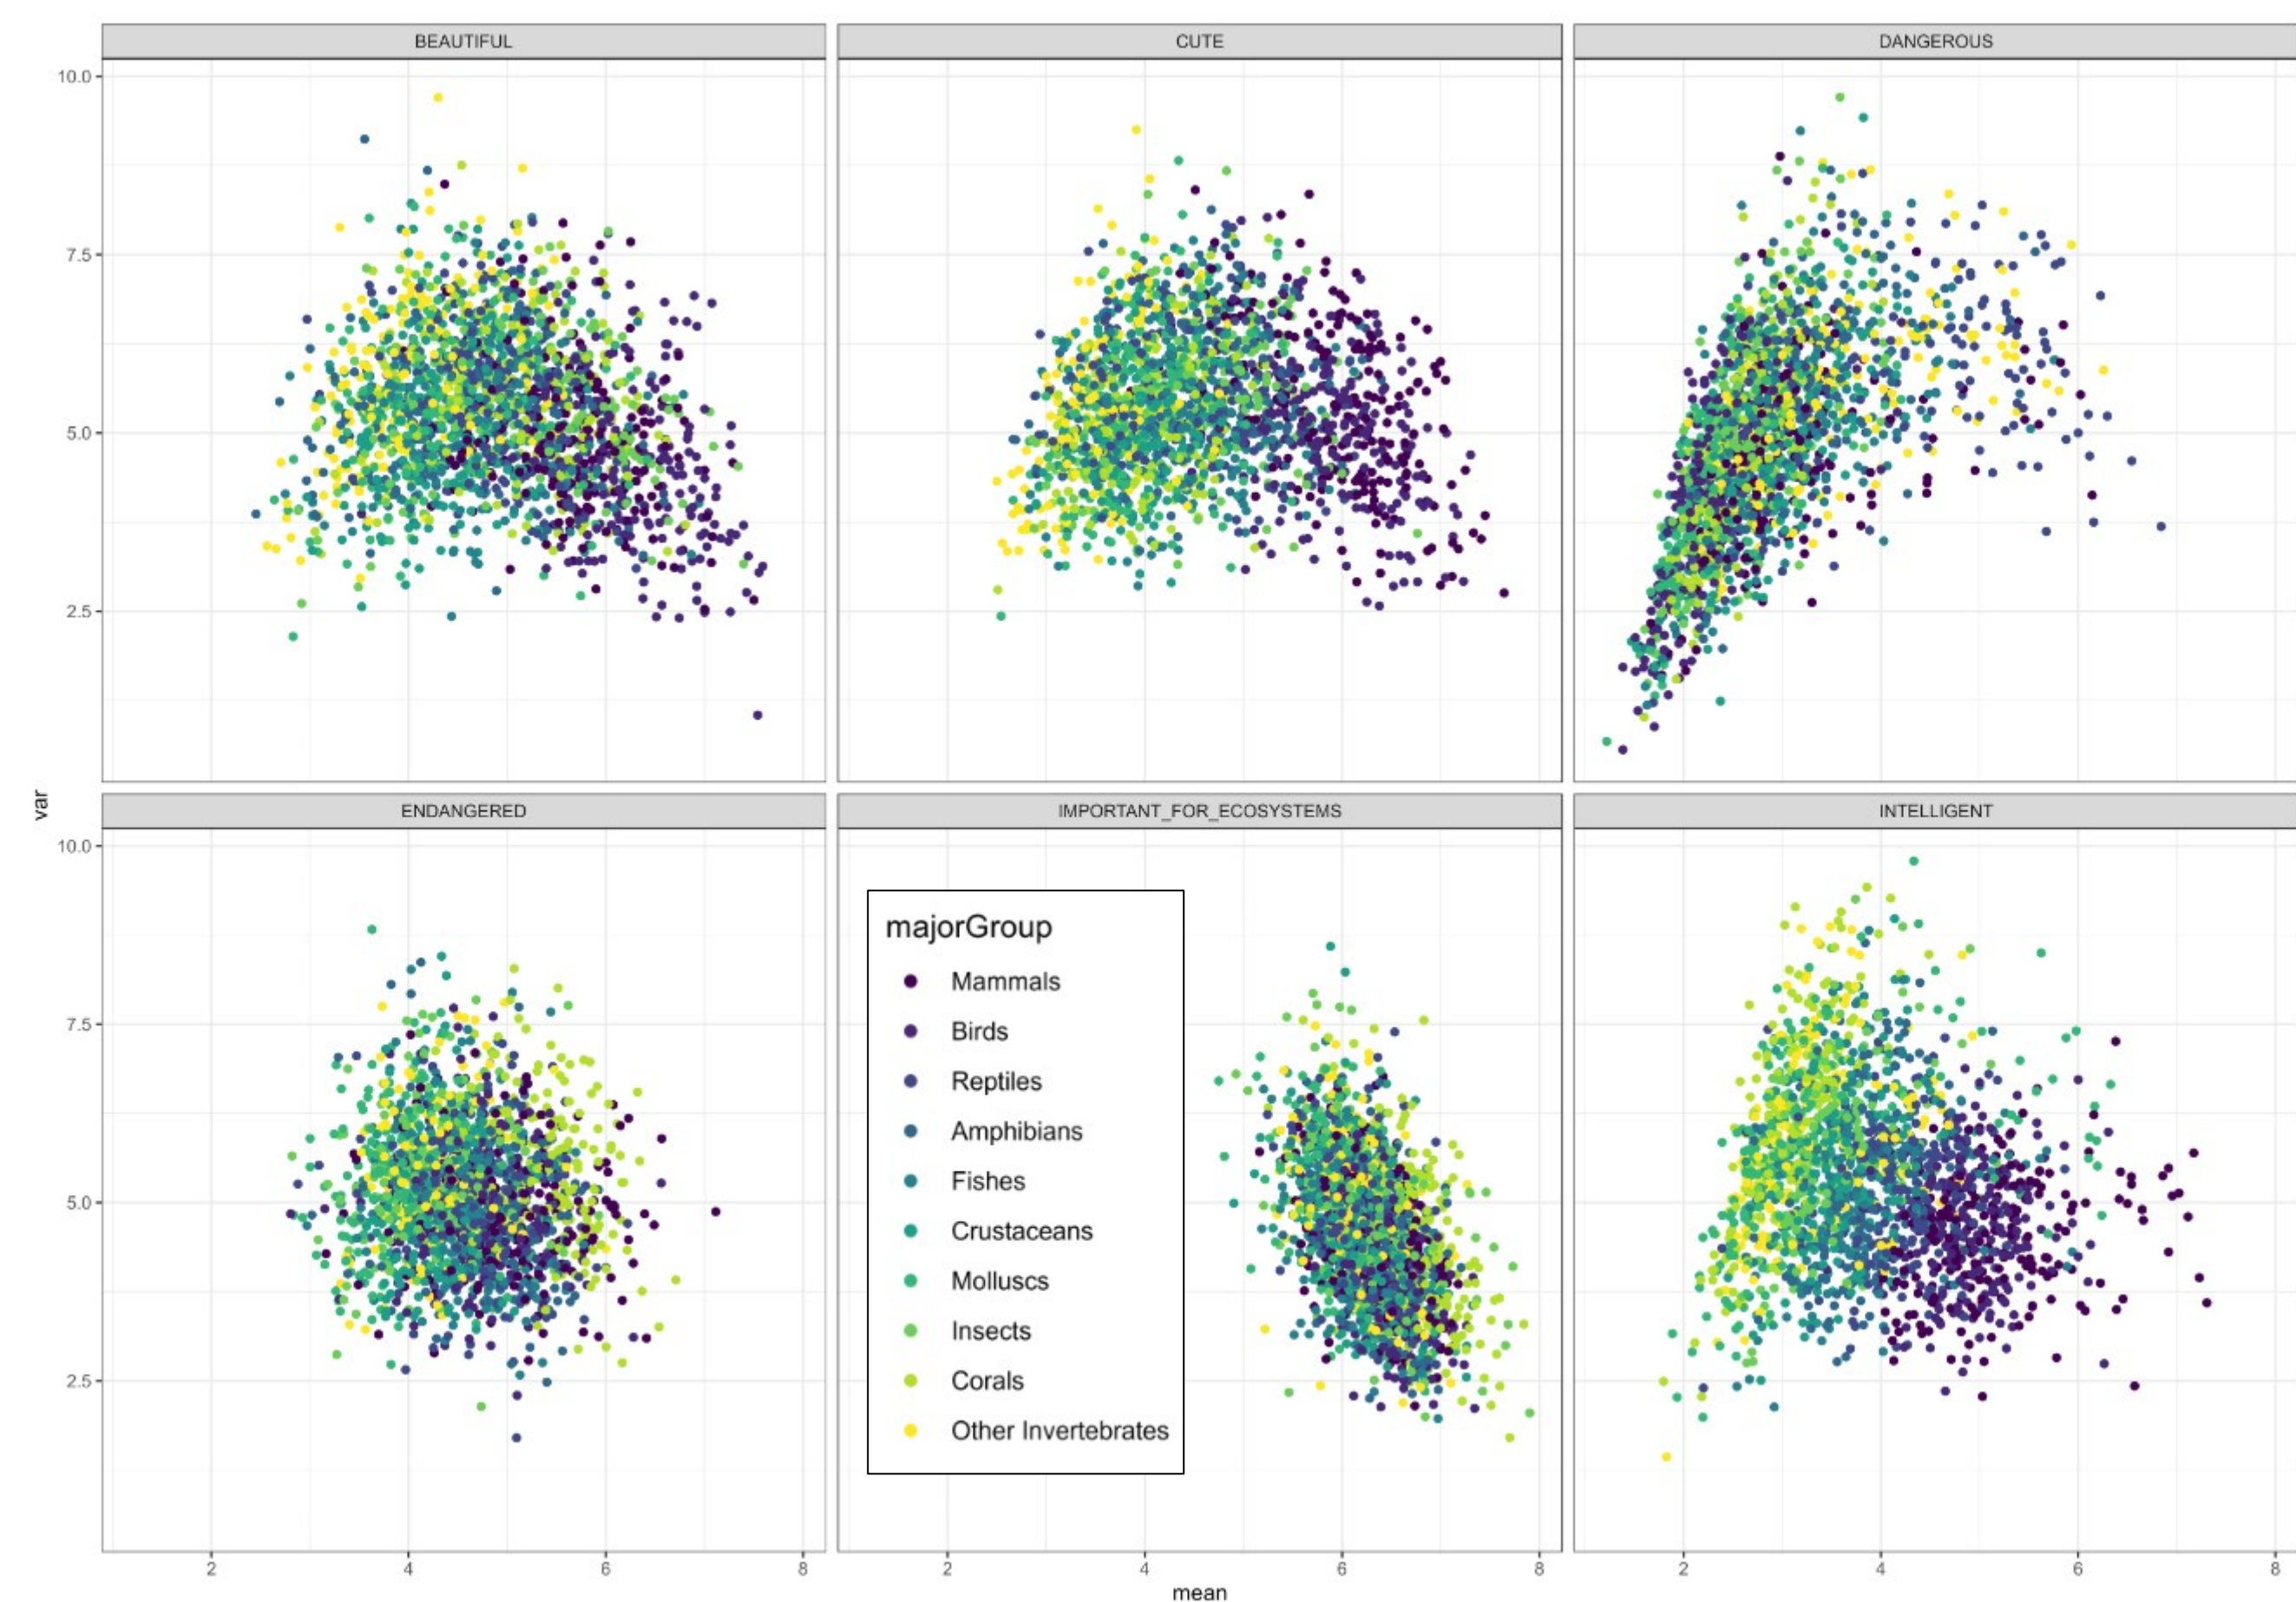 BEAUTIFUL
CUTE
DANGEROUS
10.0
7.5
5.0
2.5
var
ENDANGERED
IMPORTANT_FOR_ECOSYSTEMS
INTELLIGENT
10.0
7.5
5.0
2.5
majorGroup
Mammals
Birds
Reptiles
Amphibians
Fishes
Crustaceans
Molluscs
Insects
Corals
Other Invertebrates
2 4 6 8
2 4 6 8
2 4 6 8
mean